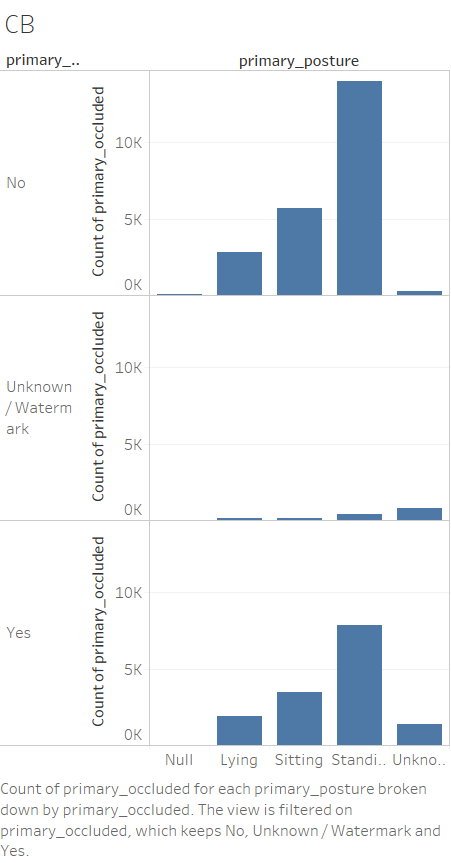 CB
primary_..
primary_posture
No
Count of primary_occluded
10K
5K
0K
Unknown
/ Waterm
ark
Count of primary_occluded
10K
5K
0K
Yes
Count of primary_occluded
10K
5K
0K
Null Lying Sitting Standi.. Unkno..
Count of primary_occluded for each primary_posture broken
down by primary_occluded. The view is filtered on
primary_occluded, which keeps No, Unknown / Watermark and
Yes.